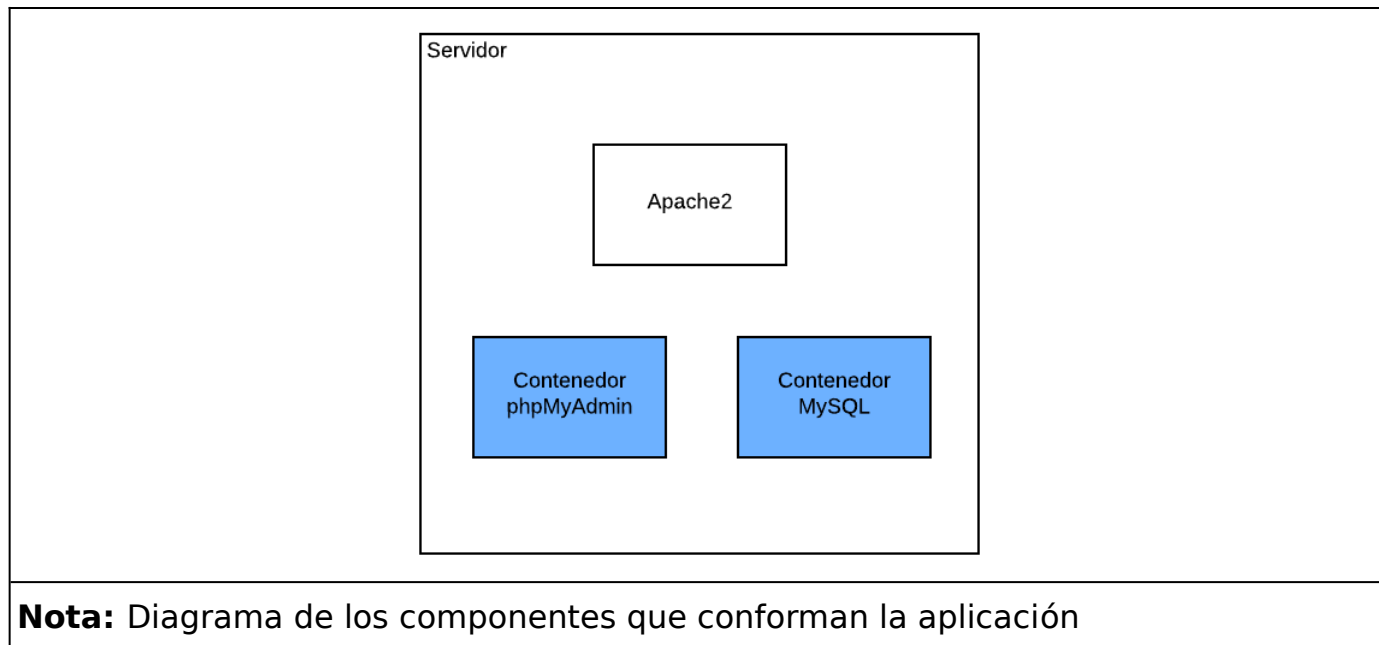 Servidor
Apache2
Contenedor
phpMyAdmin
Contenedor
MySQL
Nota: Diagrama de los componentes que conforman la aplicación